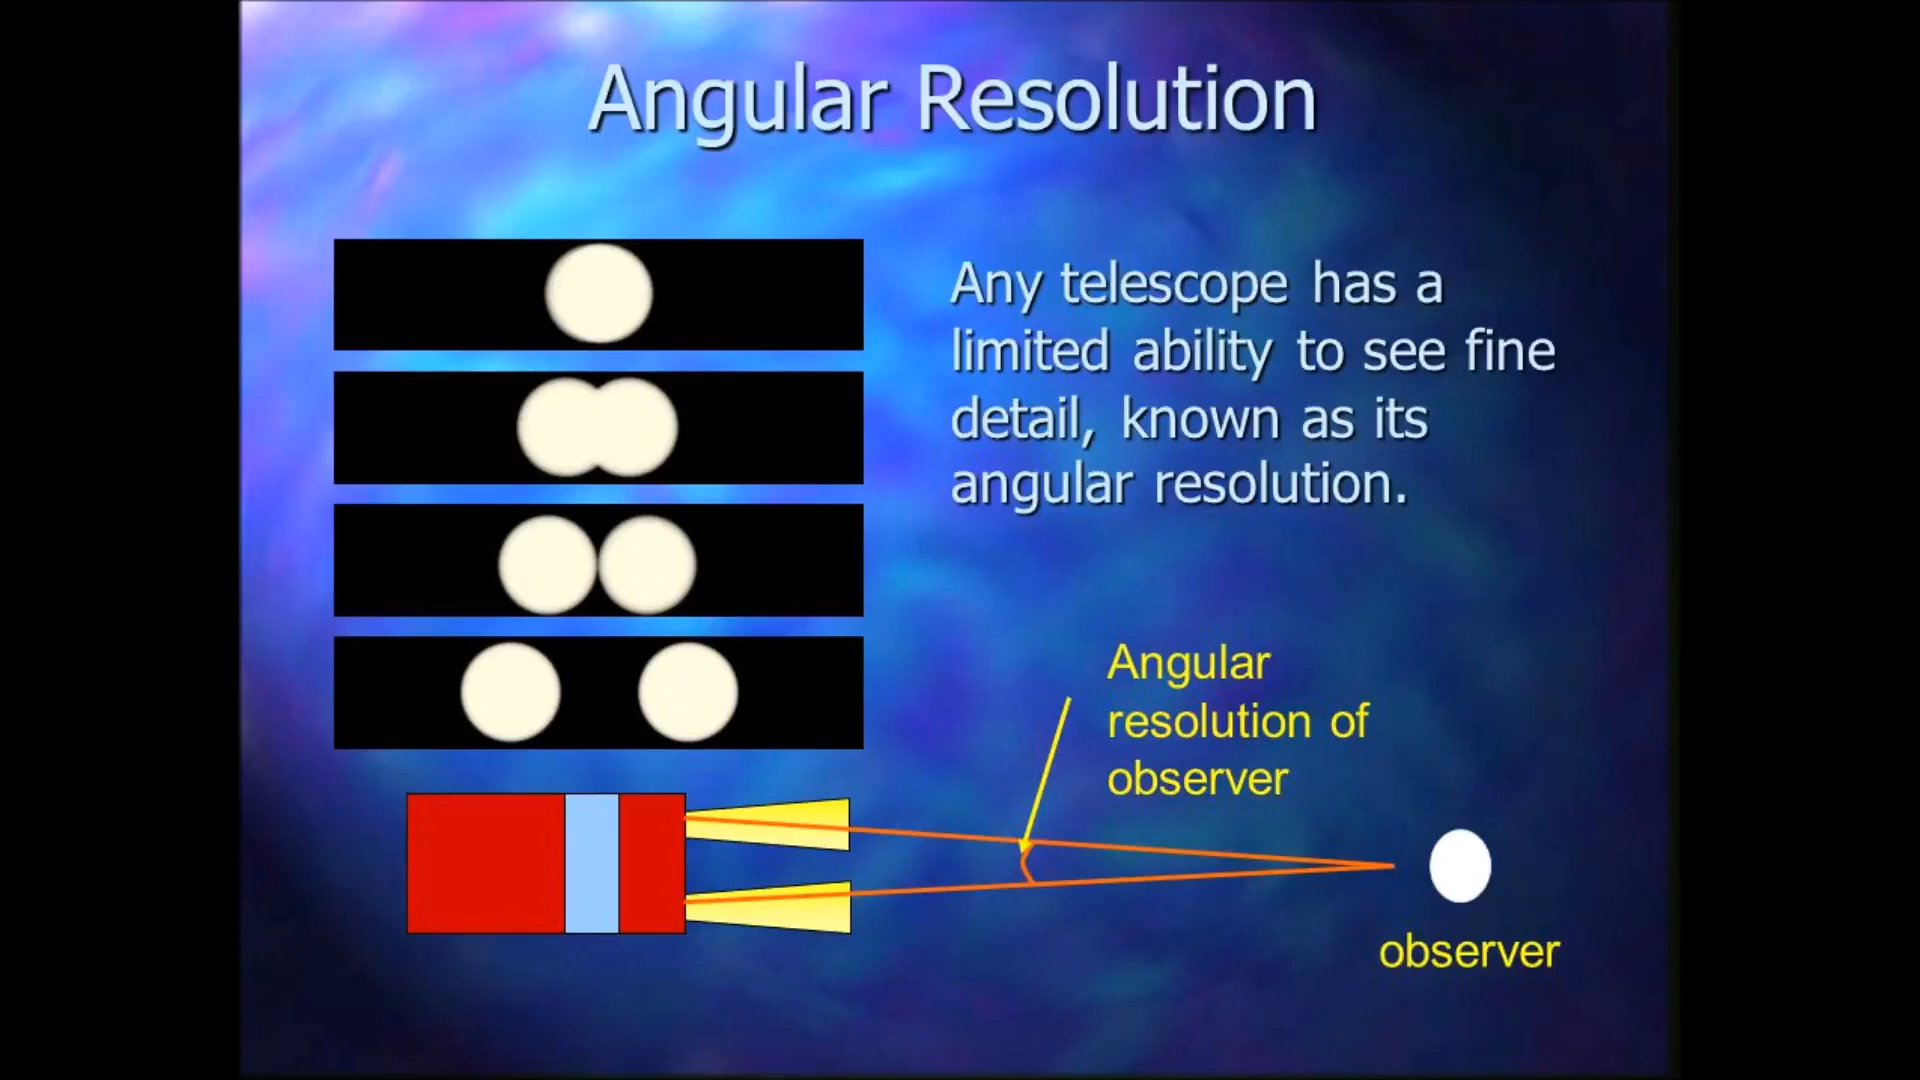 Angular Resolution
Any telescope has a
limited ability to see fine
detail, known as its
angular resolution.
Angular
resolution of
observer
observer